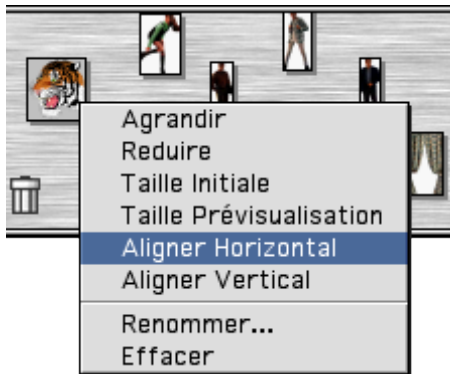 Agrandir
Reduire
Taille Initiale
Taille Prévisualisation
Aligner Horizontal
Aligner Vertical
Renommer...
Effacer